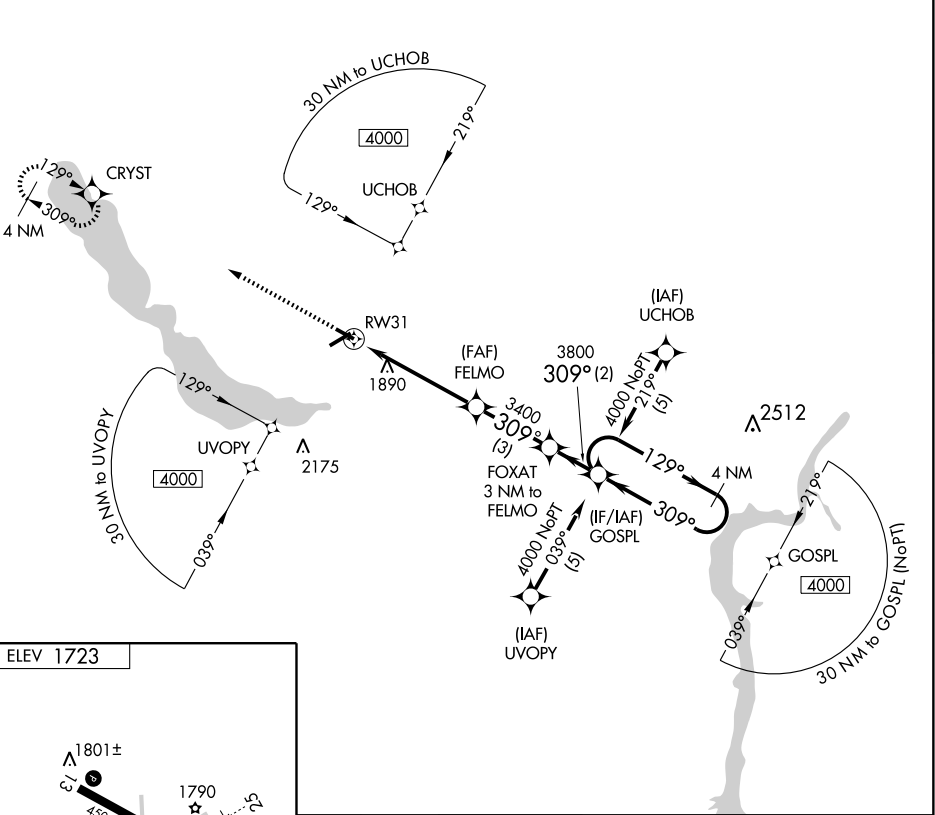 30 NM to UCHOB
4000
219°
UCHOB
129°
129°
CRYST
309°
4 NM
RW31
(IAF)
UCHOB
(FAF)
FELMO
3800
309° (2)
4000 NoPT
219°
(5)
1890
3400
309°
(3)
2512
129°
4 NM
129°
UVOPY
2175
4000
30 NM to UVOPY
039°
FOXAT
3 NM to
FELMO
(IF/IAF)
GOSPL
309°
219°
GOSPL
4000
039°
30 NM to GOSPL (NoPT)
4000 NoPT
039°
(5)
(IAF)
UVOPY
ELEV 1723
1801±
P
13
1790
25